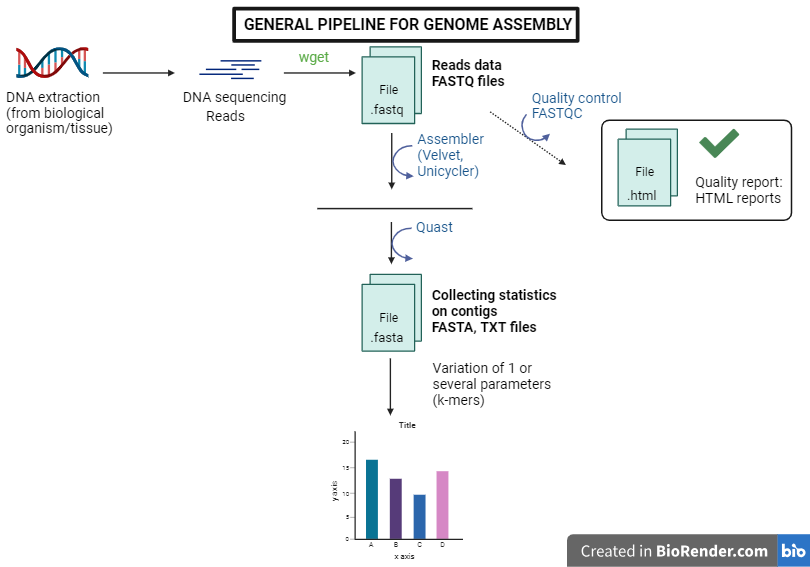 GENERAL PIPELINE FOR GENOME ASSEMBLY
wget
DNA extraction
(from biological
organism/tissue)
DNA sequencing
Reads
File
.fastq
Reads data
FASTQ files
Quality control
FASTQC
Assembler
(Velvet,
Unicycler)
File
.html
Quality report:
HTML reports
Quast
File
.fasta
Collecting statistics
on contigs
FASTA, TXT files
Variation of 1 or
several parameters
(k-mers)
Title
20
15
10
5
0
y axis
A B C D
x axis
Created in BioRender.com bio